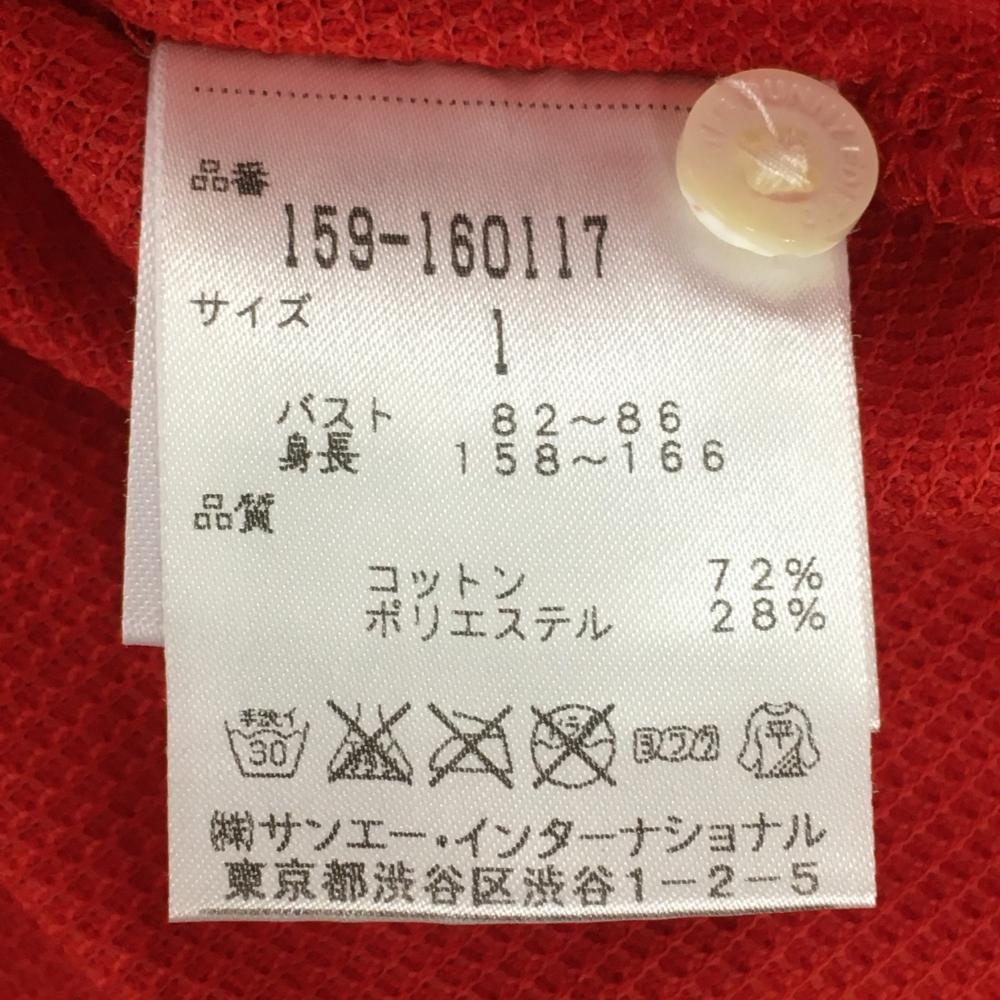 品番
159-160117
サイズ
1
バスト 82～86
身長 158～166
品質
コットン 72%
ポリエステル 28%
手洗イ
30
ヨワク
平
㈱サンエー・インターナショナル
東京都渋谷区渋谷1-2-5